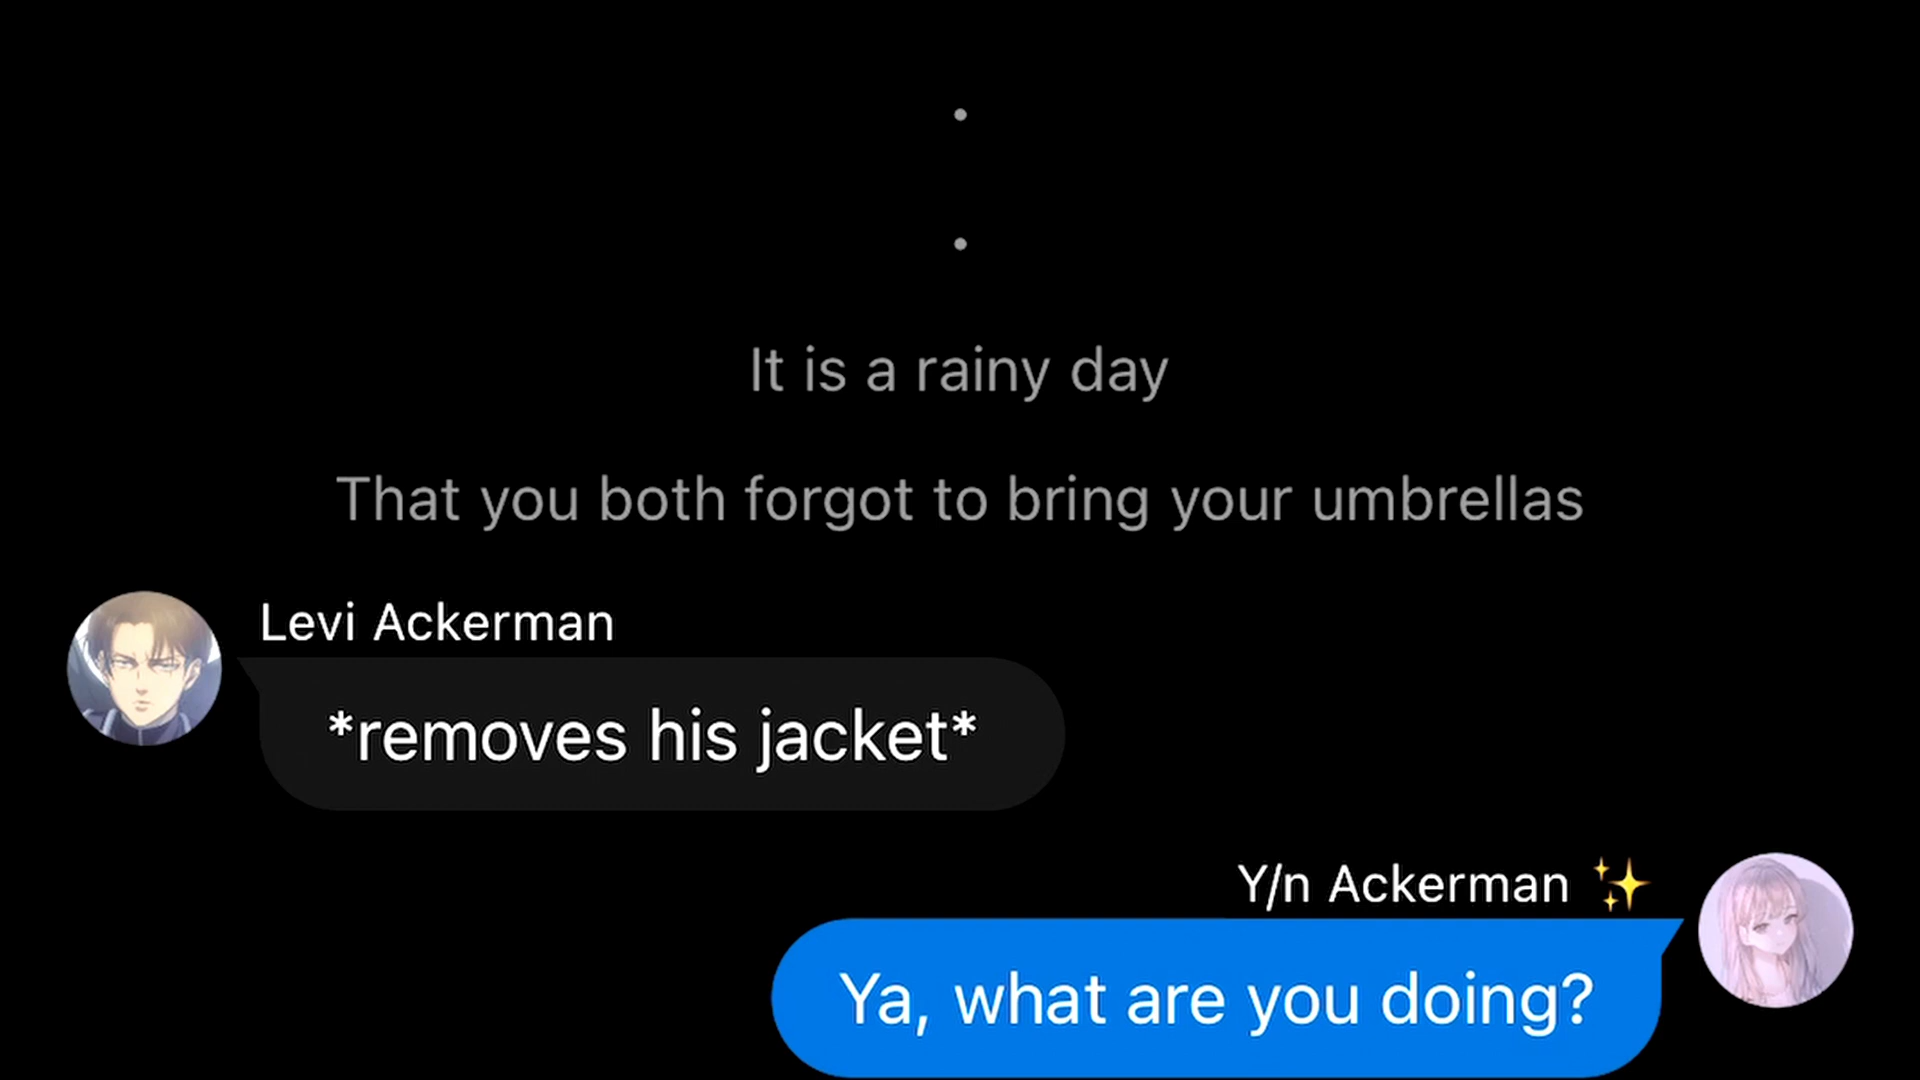 It is a rainy day
That you both forgot to bring your umbrellas
Levi Ackerman
*removes his jacket*
Y/n Ackerman ✨
Ya, what are you doing?